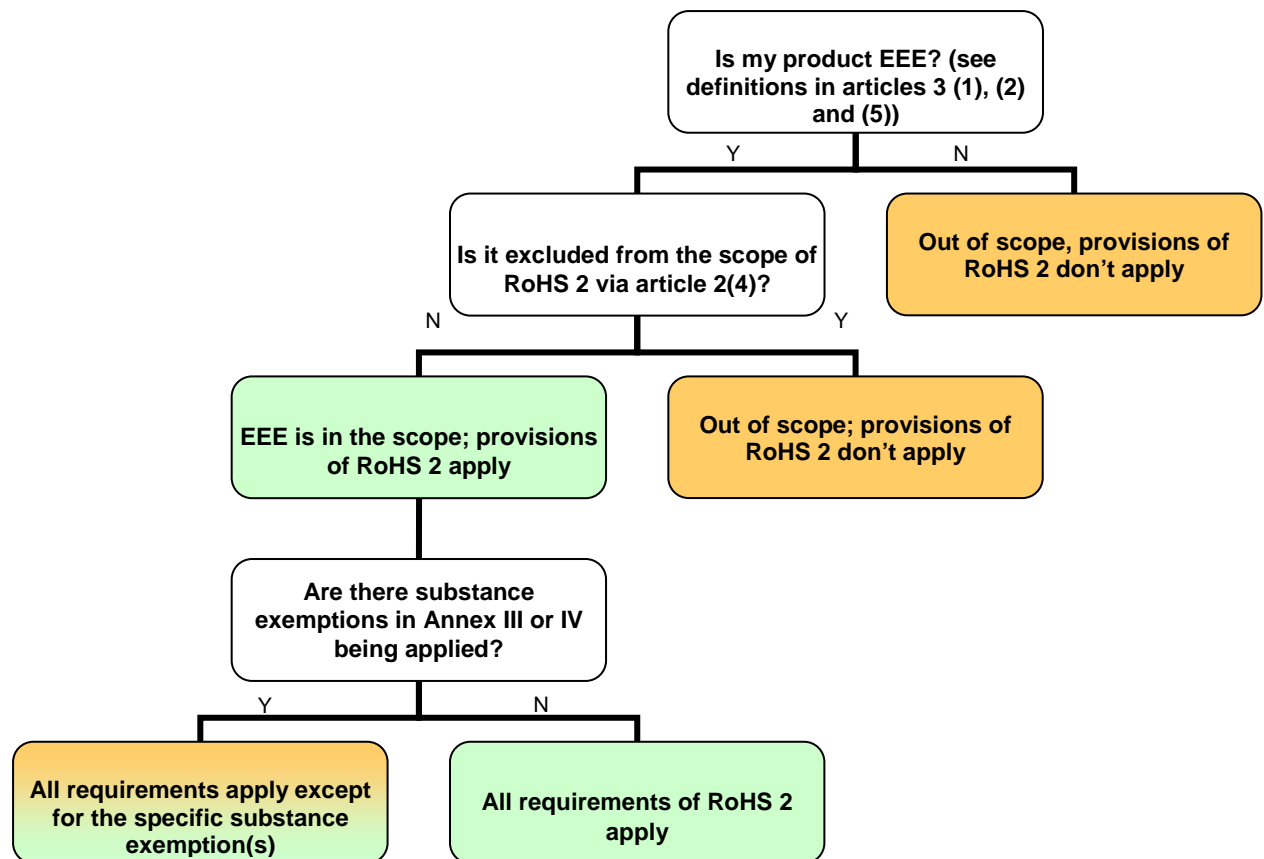 Is my product EEE? (see
definitions in articles 3 (1), (2)
and (5))
Y
N
Is it excluded from the scope of
RoHS 2 via article 2(4)?
Out of scope, provisions of
RoHS 2 don’t apply
N
Y
EEE is in the scope; provisions
of RoHS 2 apply
Out of scope; provisions of
RoHS 2 don’t apply
Are there substance
exemptions in Annex III or IV
being applied?
Y
N
All requirements apply except
for the specific substance
exemption(s)
All requirements of RoHS 2
apply